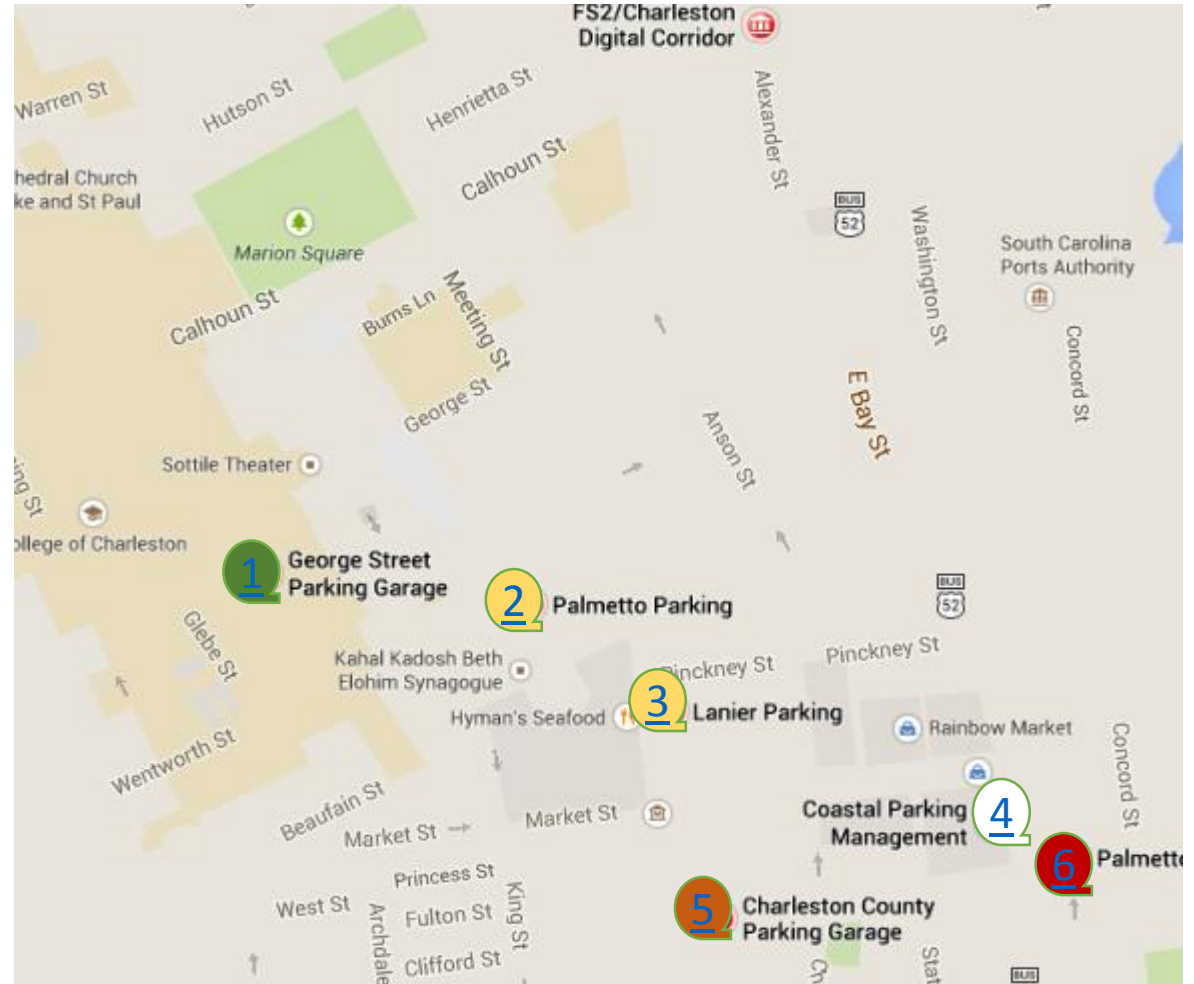 FS2/Charleston
Digital Corridor
Warren St
Hutson St
Henrietta St
Alexander St
Calhoun St
hedral Church
ke and St Paul
BUS
52
Washington St
South Carolina
Ports Authority
Marion Square
Calhoun St
Burns Ln
Meeting St
Concord St
George St
E Bay St
Anson St
Sottile Theater
ing St
ollege of Charleston
1
George Street
Parking Garage
2
Palmetto Parking
BUS
52
Glebe St
Kahal Kadosh Beth
Elohim Synagogue
Pinckney St
Pinckney St
3
Lanier Parking
Hyman's Seafood
Rainbow Market
Wentworth St
Concord St
Beaufain St
Market St
Market St
Coastal Parking
Management
4
6
Palmetto
Princess St
West St
Fulton St
King St
Archdale
Clifford St
5
Charleston County
Parking Garage
Ch
Stat
BUS